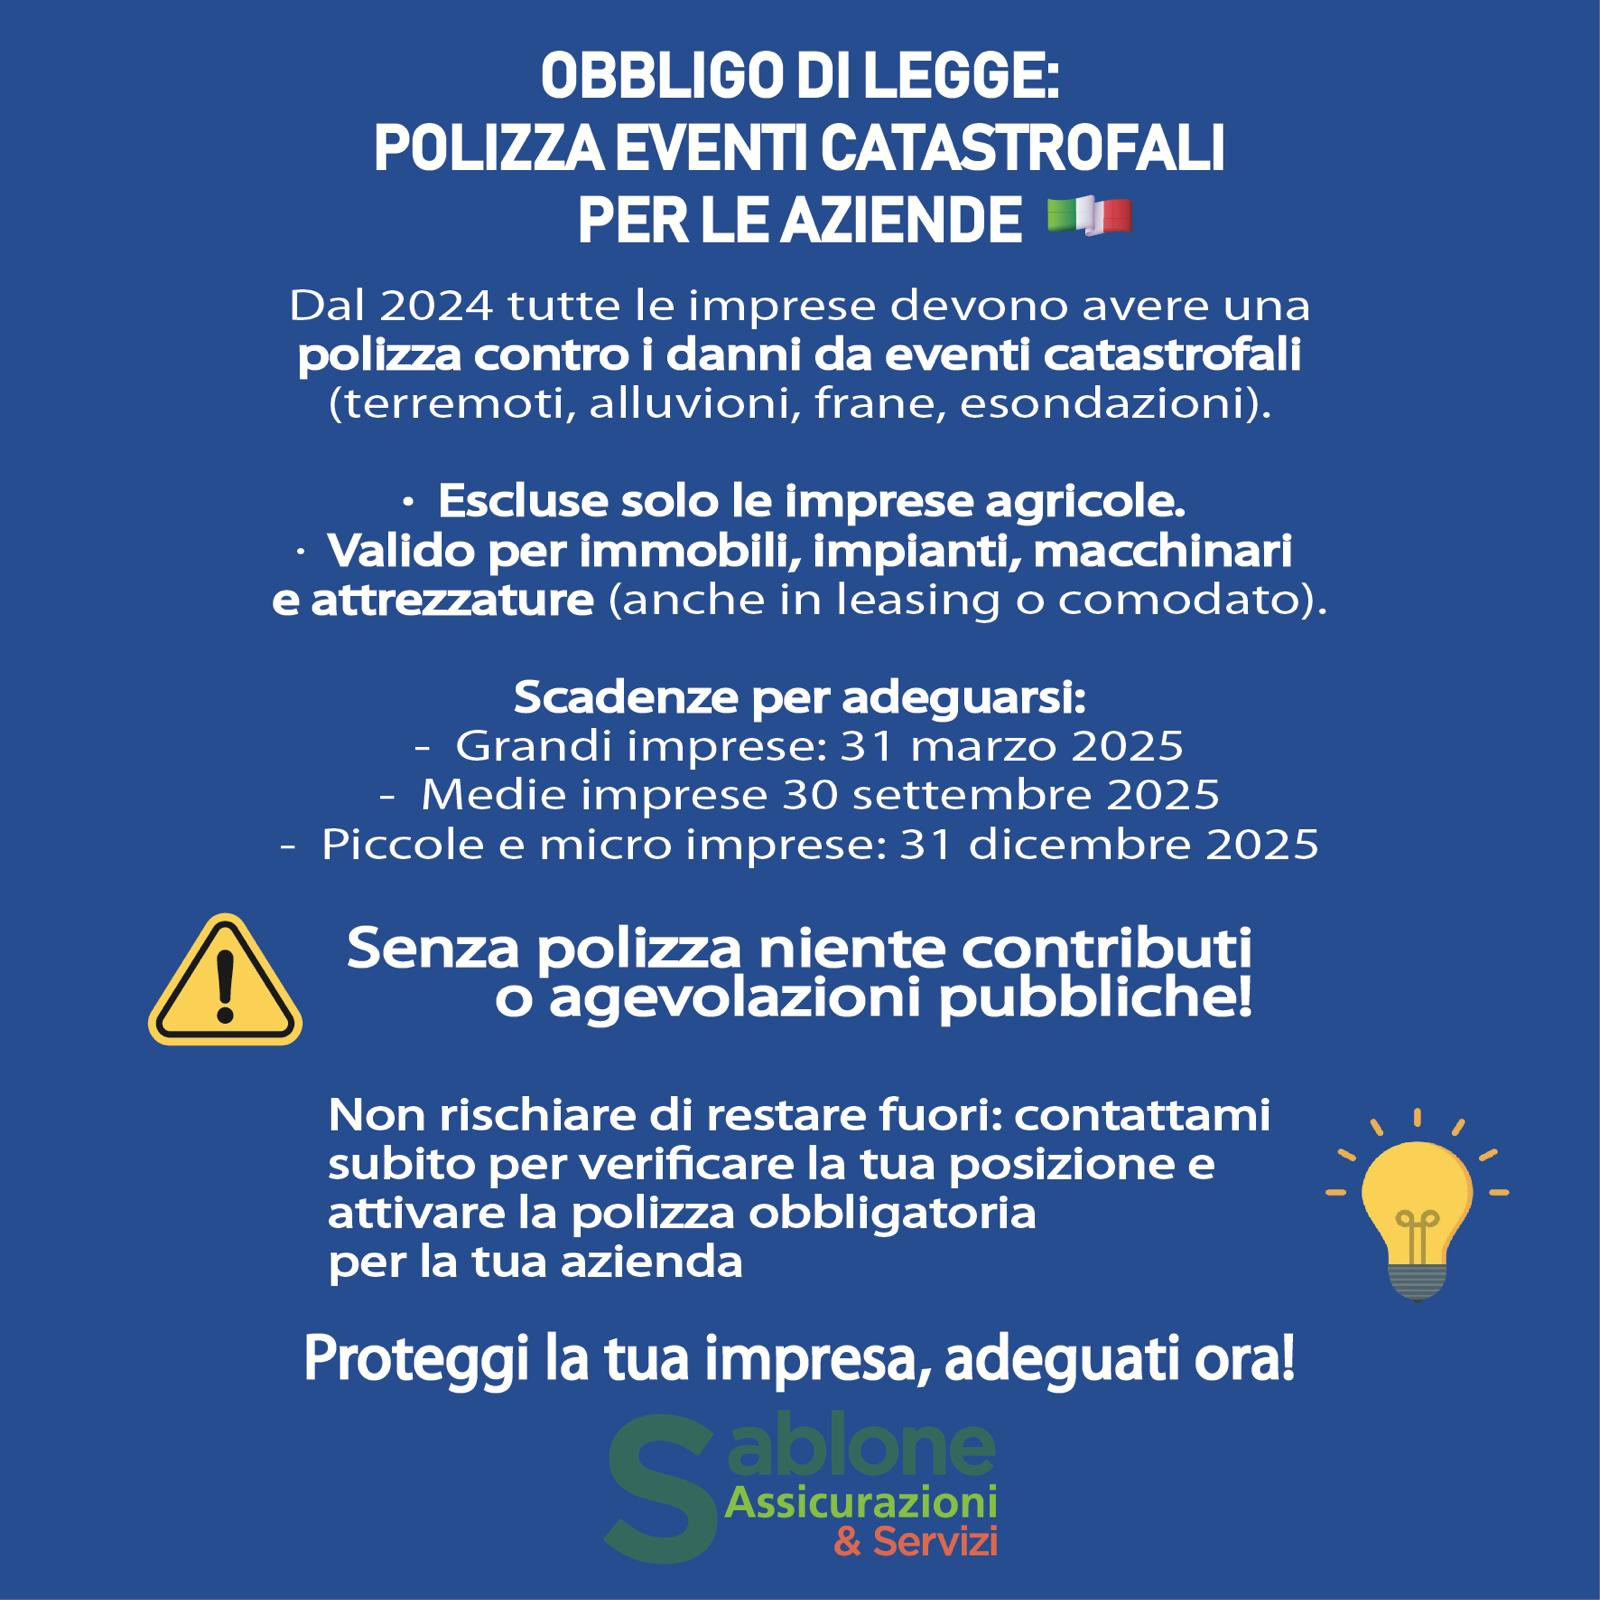 OBBLIGO DI LEGGE:
POLIZZA EVENTI CATASTROFALI
PER LE AZIENDE
Dal 2024 tutte le imprese devono avere una
polizza contro i danni da eventi catastrofali
(terremoti, alluvioni, frane, esondazioni).
· Escluse solo le imprese agricole.
· Valido per immobili, impianti, macchinari
e attrezzature (anche in leasing o comodato).
Scadenze per adeguarsi:
- Grandi imprese: 31 marzo 2025
- Medie imprese 30 settembre 2025
- Piccole e micro imprese: 31 dicembre 2025
Senza polizza niente contributi
o agevolazioni pubbliche!
Non rischiare di restare fuori: contattami
subito per verificare la tua posizione e
attivare la polizza obbligatoria
per la tua azienda
Proteggi la tua impresa, adeguati ora!
Sablone
Assicurazioni
& Servizi